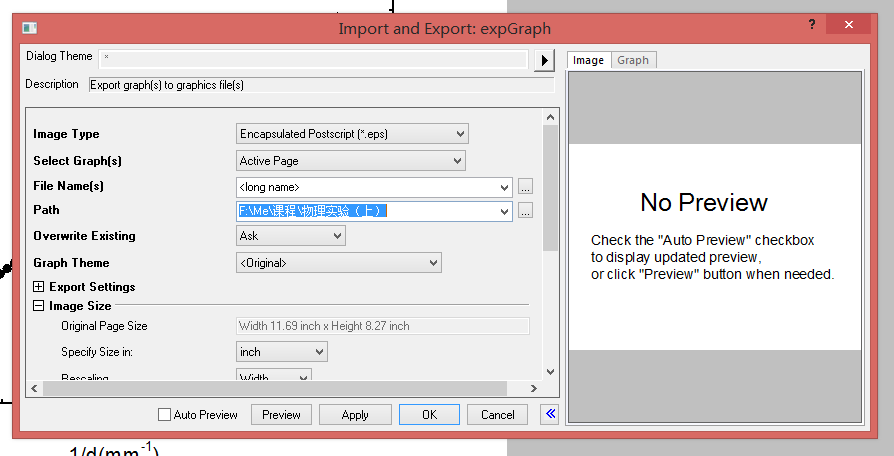 Import and Export: expGraph
?
×
Dialog Theme *
Description Export graph(s) to graphics file(s)
Image Type Encapsulated Postscript (*.eps)
Select Graph(s) Active Page
File Name(s) <long name> ...
Path F:\Me\课程\物理实验（上） ...
Overwrite Existing Ask
Graph Theme <Original>
Export Settings
Image Size
Original Page Size Width 11.69 inch x Height 8.27 inch
Specify Size in: inch
Rescaling Width
Auto Preview Preview Apply OK Cancel «
Image Graph
No Preview
Check the "Auto Preview" checkbox
to display updated preview,
or click "Preview" button when needed.
1/d(mm⁻¹)